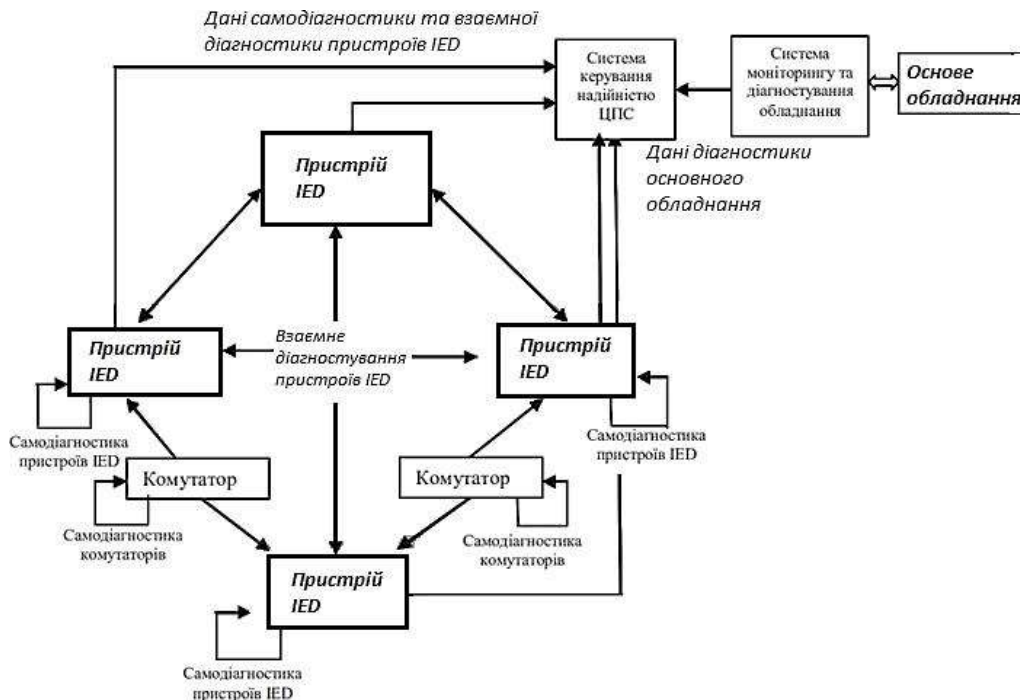 Дані самодіагностики та взаємної
діагностики пристроїв IED
Система
керування
надійністю
ЦПС
Система
моніторингу та
діагностування
обладнання
Основе
обладнання
Дані діагностики
основного
обладнання
Пристрій
IED
Пристрій
IED
Взаємне
діагностування
пристроїв IED
Пристрій
IED
Самодіагностика
пристроїв IED
Самодіагностика
пристроїв IED
Комутатор
Комутатор
Самодіагностика
комутаторів
Самодіагностика
комутаторів
Пристрій
IED
Самодіагностика
пристроїв IED